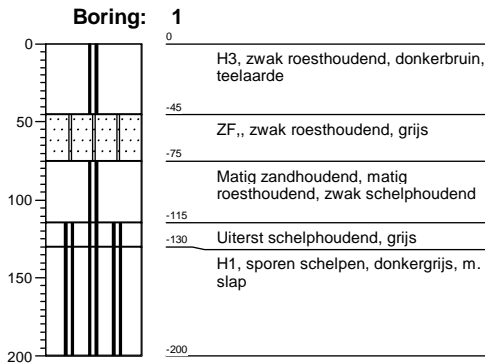 Boring: 1
0
50
100
150
200
0
H3, zwak roesthoudend, donkerbruin,
teelaarde
-45
ZF,, zwak roesthoudend, grijs
-75
Matig zandhoudend, matig
roesthoudend, zwak schelphoudend
-115
Uiterst schelphoudend, grijs
-130
H1, sporen schelpen, donkergrijs, m.
slap
-200